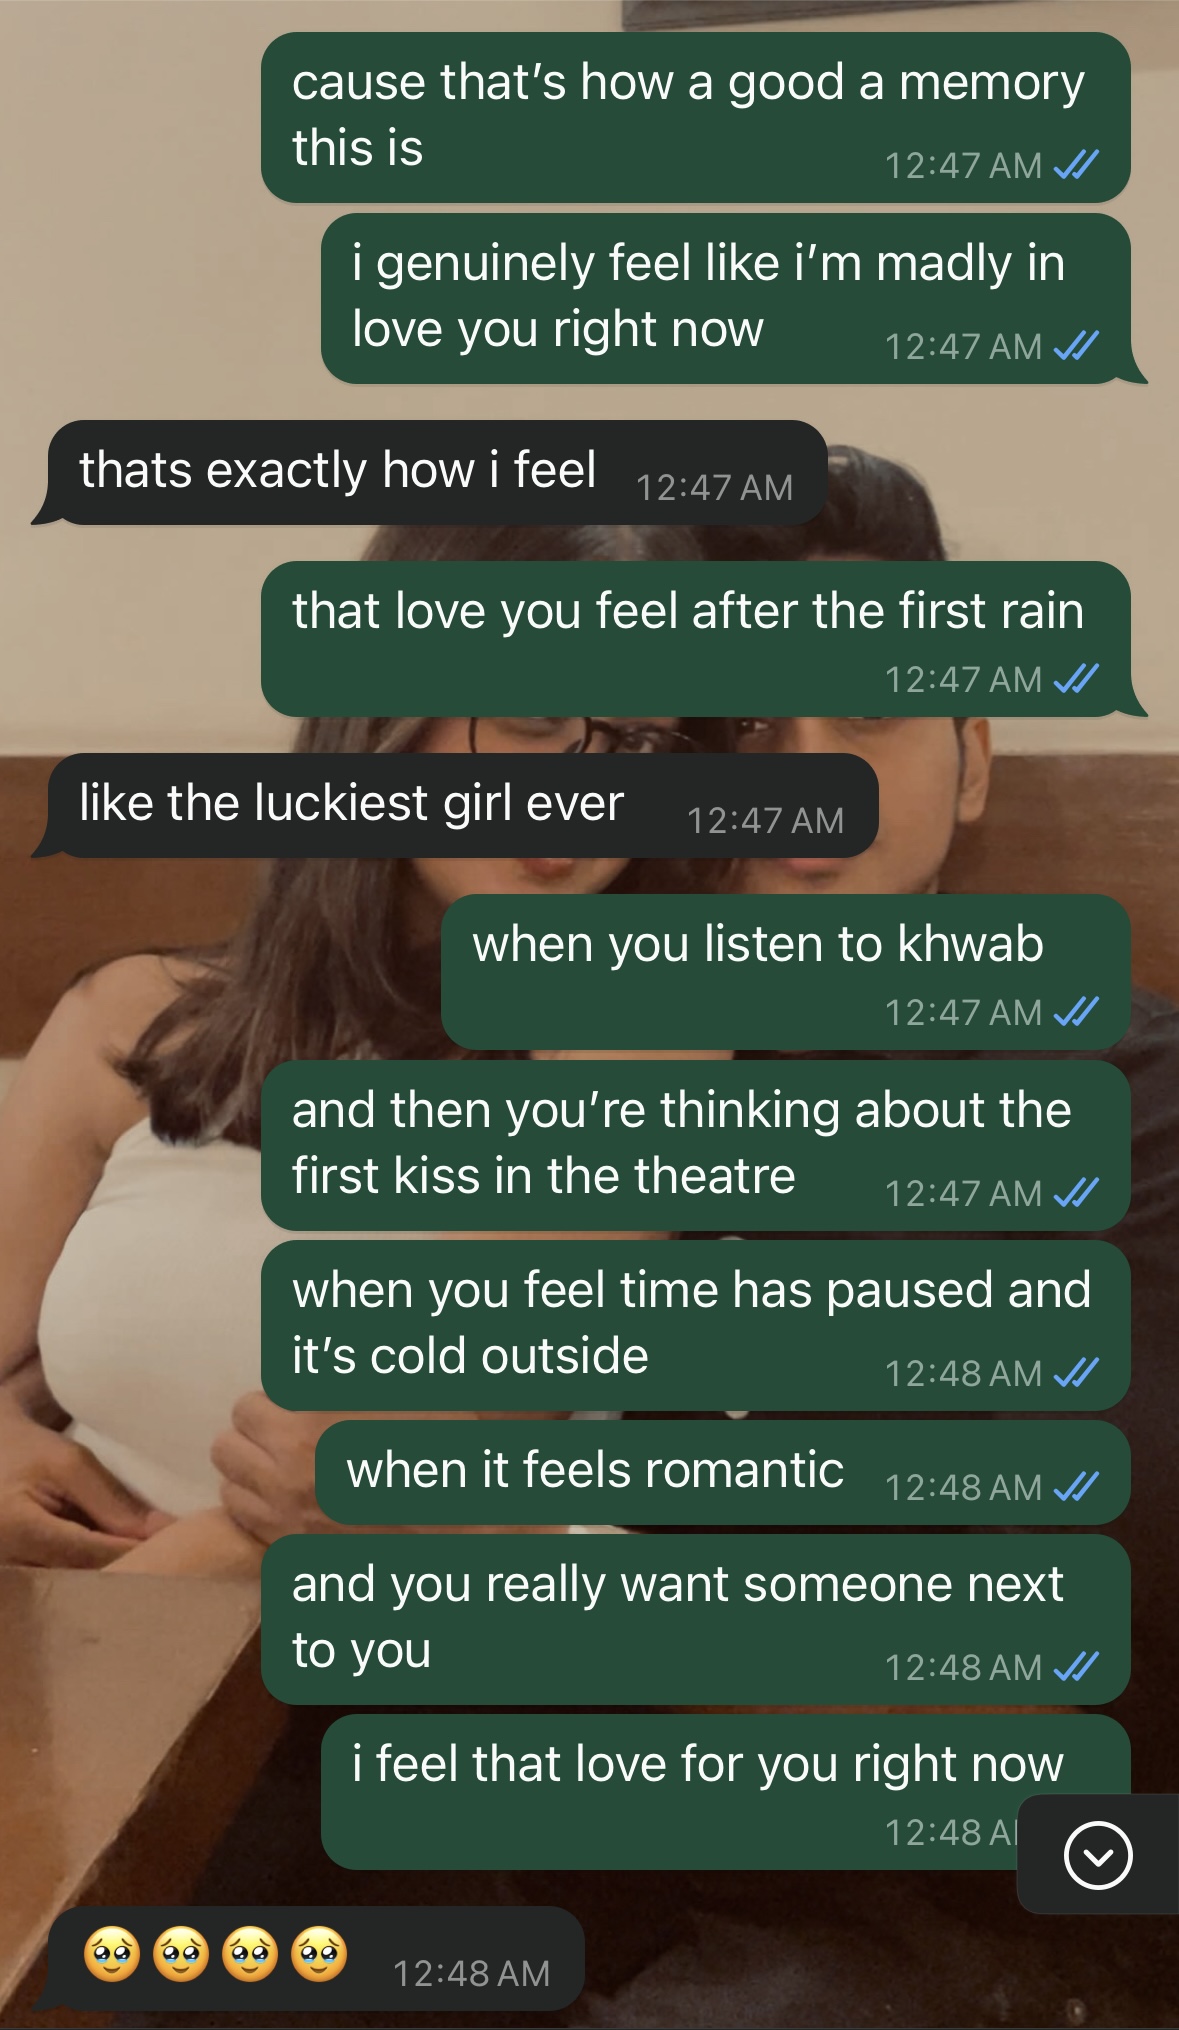 cause that’s how a good a memory
this is
12:47 AM
i genuinely feel like i’m madly in
love you right now
12:47 AM
thats exactly how i feel 12:47 AM
that love you feel after the first rain
12:47 AM
like the luckiest girl ever 12:47 AM
when you listen to khwab
12:47 AM
and then you’re thinking about the
first kiss in the theatre
12:47 AM
when you feel time has paused and
it’s cold outside
12:48 AM
when it feels romantic 12:48 AM
and you really want someone next
to you
12:48 AM
i feel that love for you right now
12:48 A
🥹🥹🥹🥹 12:48 AM